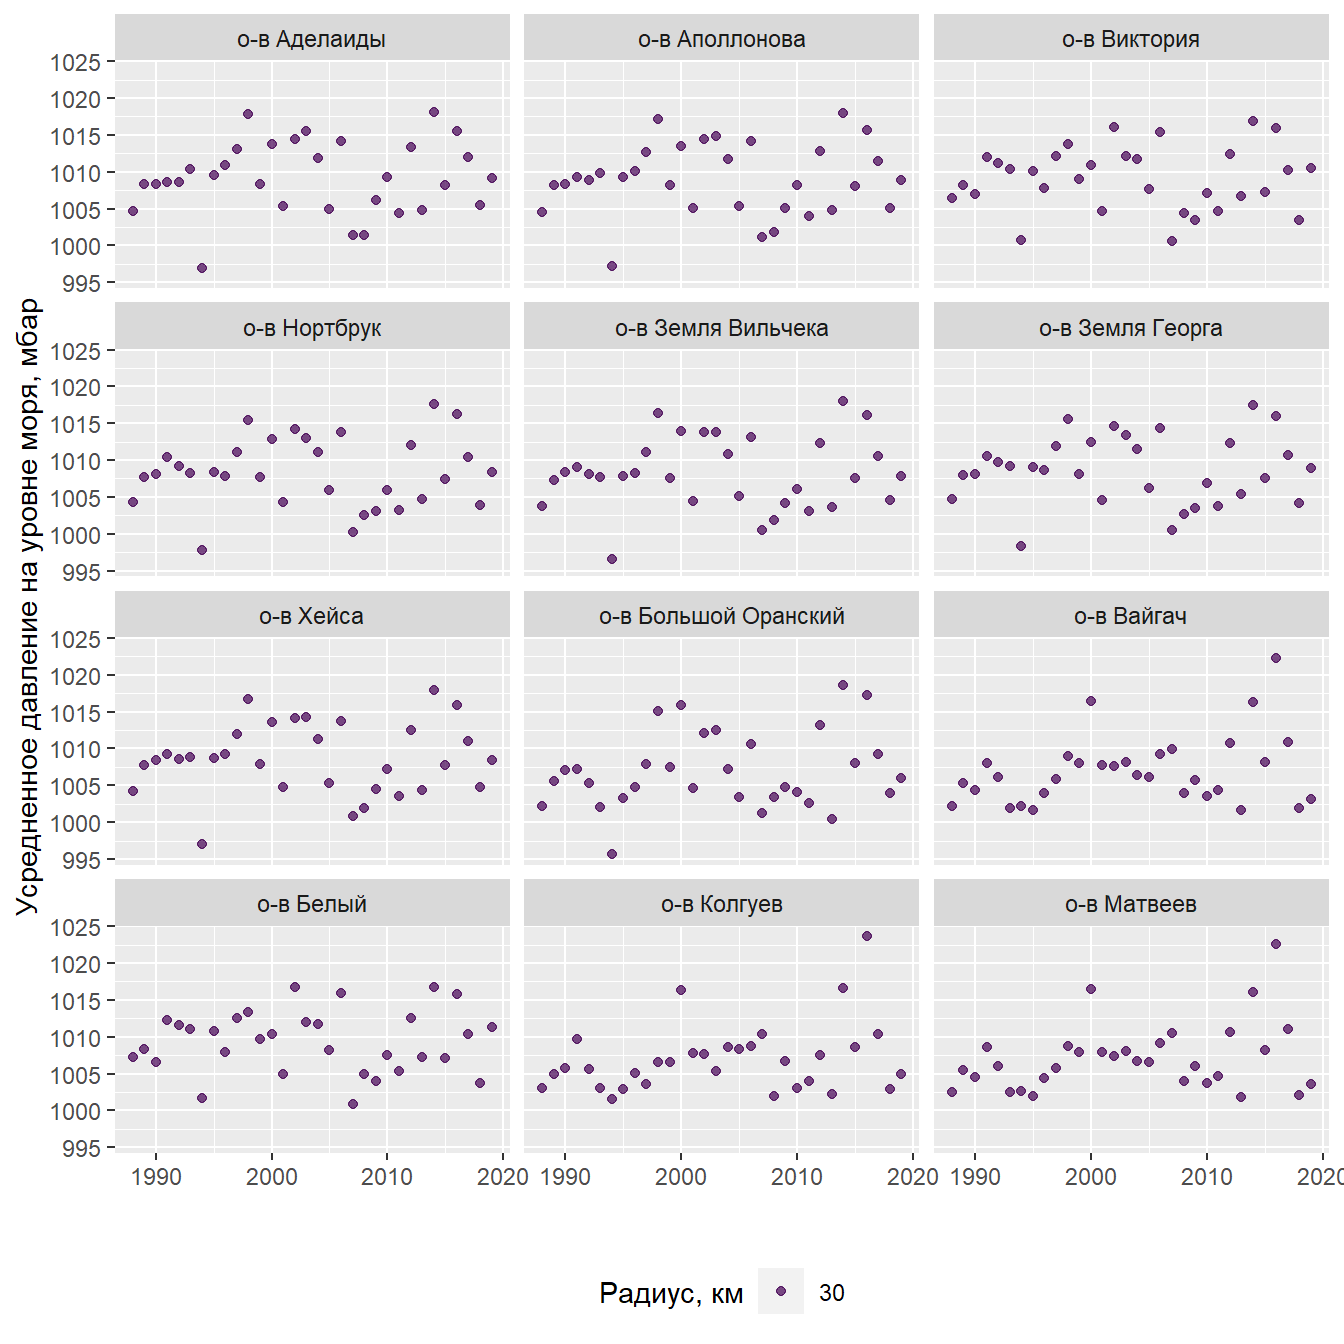 о-в Аделаиды
о-в Аполлонова
о-в Виктория
1025
1020
1015
1010
1005
1000
995
о-в Нортбрук
о-в Земля Вильчека
о-в Земля Георга
1025
1020
1015
1010
1005
1000
995
Усредненное давление на уровне моря, мбар
о-в Хейса
о-в Большой Оранский
о-в Вайгач
1025
1020
1015
1010
1005
1000
995
о-в Белый
о-в Колгуев
о-в Матвеев
1025
1020
1015
1010
1005
1000
995
1990 2000 2010 2020 1990 2000 2010 2020 1990 2000 2010 2020
Радиус, км 30